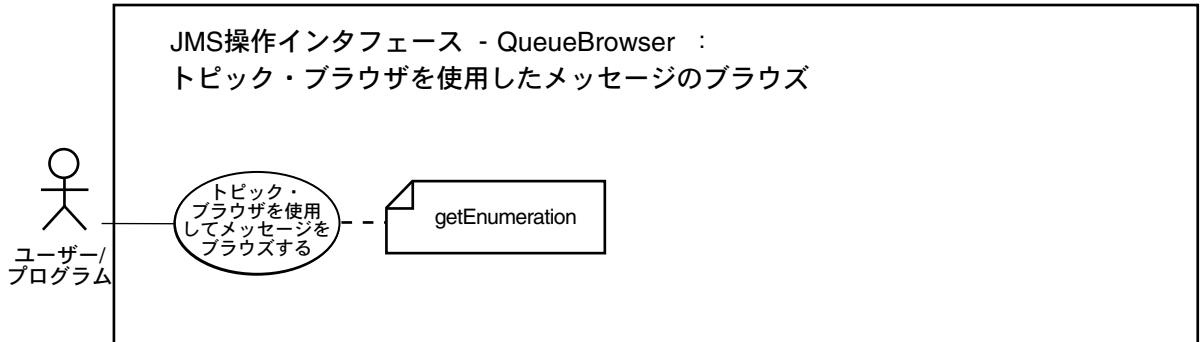 JMS操作インタフェース - QueueBrowser ：
トピック・ブラウザを使用したメッセージのブラウズ
トピック・
ブラウザを使用
してメッセージを
ブラウズする
getEnumeration
ユーザー/
プログラム